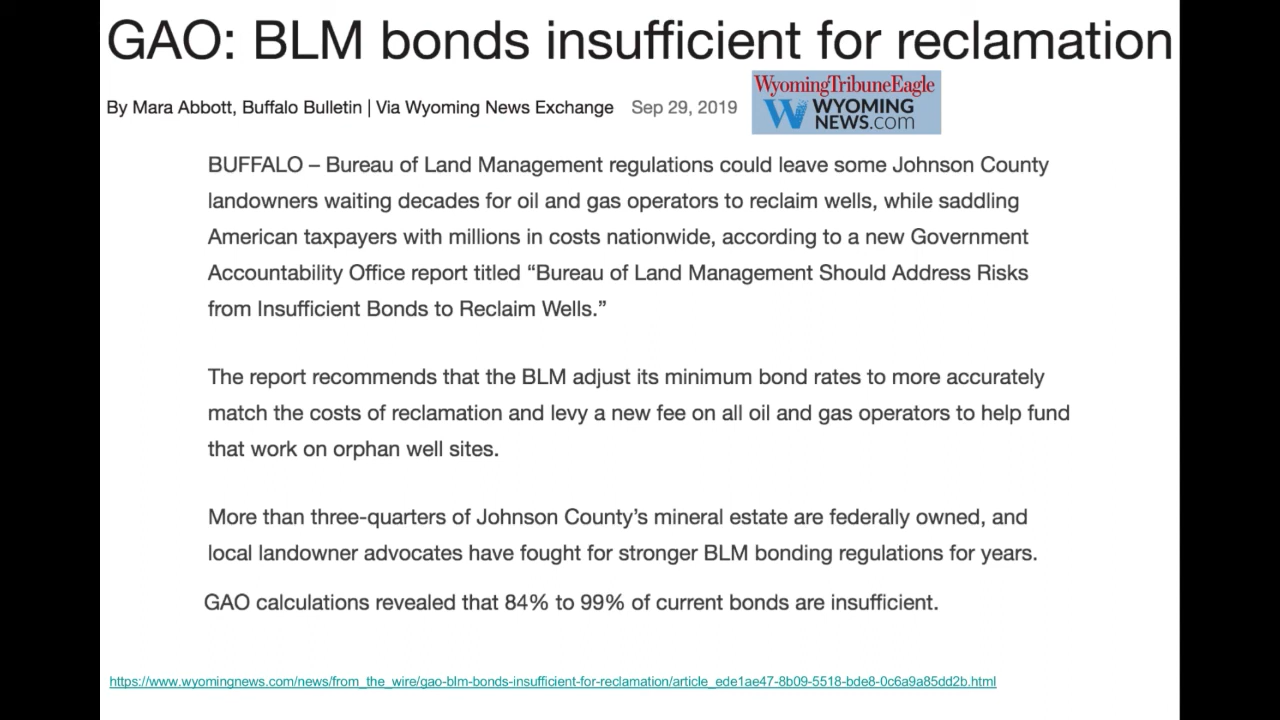 GAO: BLM bonds insufficient for reclamation
By Mara Abbott, Buffalo Bulletin | Via Wyoming News Exchange Sep 29, 2019
WyomingTribuneEagle
W WYOMING
NEWS.com
BUFFALO – Bureau of Land Management regulations could leave some Johnson County
landowners waiting decades for oil and gas operators to reclaim wells, while saddling
American taxpayers with millions in costs nationwide, according to a new Government
Accountability Office report titled “Bureau of Land Management Should Address Risks
from Insufficient Bonds to Reclaim Wells.”
The report recommends that the BLM adjust its minimum bond rates to more accurately
match the costs of reclamation and levy a new fee on all oil and gas operators to help fund
that work on orphan well sites.
More than three-quarters of Johnson County’s mineral estate are federally owned, and
local landowner advocates have fought for stronger BLM bonding regulations for years.
GAO calculations revealed that 84% to 99% of current bonds are insufficient.
https://www.wyomingnews.com/news/from_the_wire/gao-blm-bonds-insufficient-for-reclamation/article_ede1ae47-8b09-5518-bde8-0c6a9a85dd2b.html